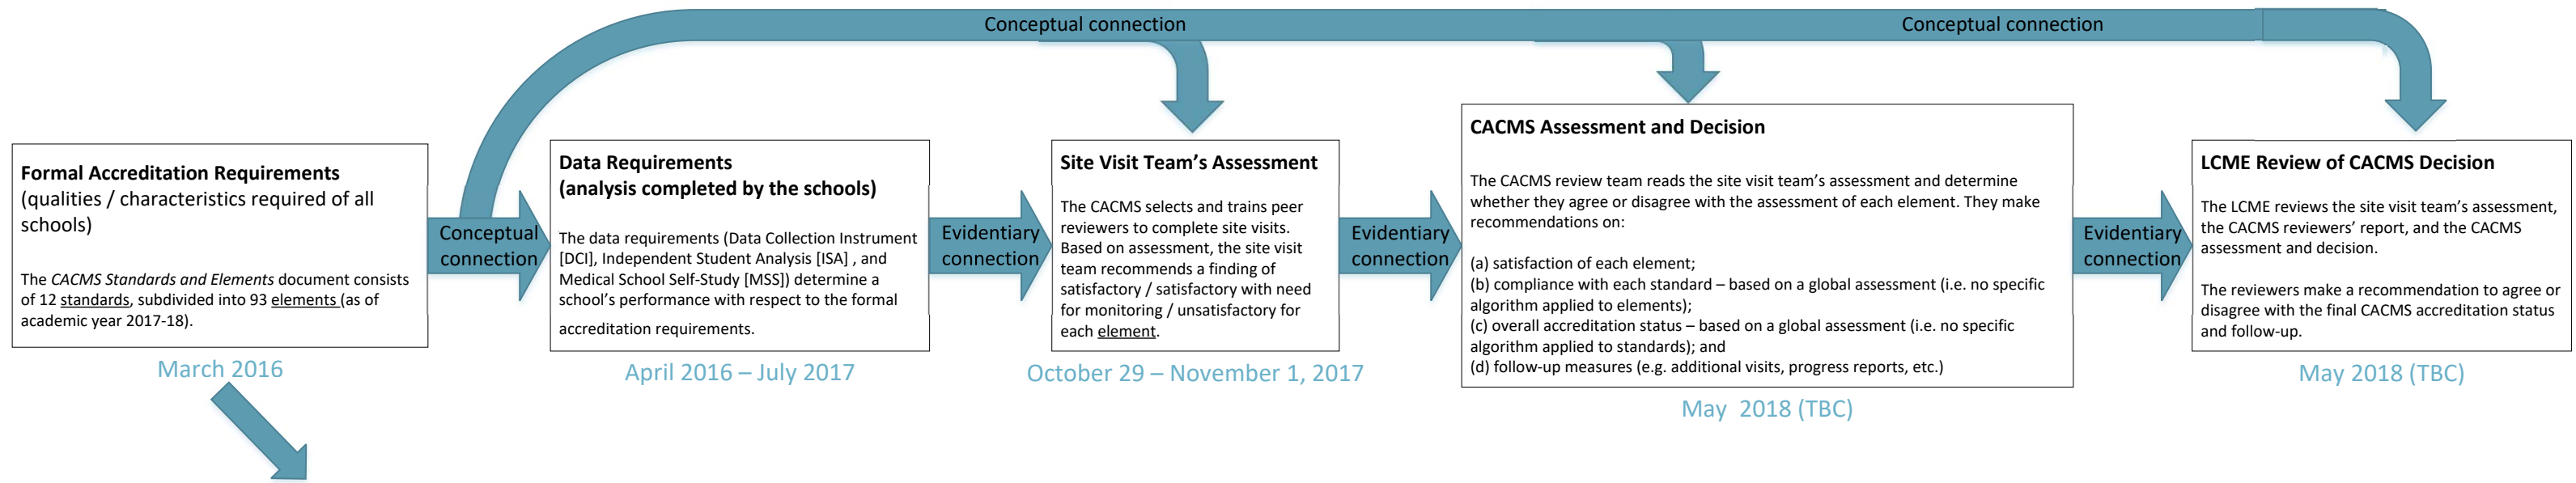 Conceptual connection
Conceptual connection
Formal Accreditation Requirements
(qualities / characteristics required of all
schools)
The CACMS Standards and Elements document consists
of 12 standards, subdivided into 93 elements (as of
academic year 2017-18).
March 2016
Conceptual
connection
Data Requirements
(analysis completed by the schools)
The data requirements (Data Collection Instrument
[DCI], Independent Student Analysis [ISA] , and
Medical School Self-Study [MSS]) determine a
school’s performance with respect to the formal
accreditation requirements.
April 2016 – July 2017
Evidentiary
connection
Site Visit Team’s Assessment
The CACMS selects and trains peer
reviewers to complete site visits.
Based on assessment, the site visit
team recommends a finding of
satisfactory / satisfactory with need
for monitoring / unsatisfactory for
each element.
October 29 – November 1, 2017
Evidentiary
connection
CACMS Assessment and Decision
The CACMS review team reads the site visit team’s assessment and determine
whether they agree or disagree with the assessment of each element. They make
recommendations on:
(a) satisfaction of each element;
(b) compliance with each standard – based on a global assessment (i.e. no specific
algorithm applied to elements);
(c) overall accreditation status – based on a global assessment (i.e. no specific
algorithm applied to standards); and
(d) follow-up measures (e.g. additional visits, progress reports, etc.)
May 2018 (TBC)
Evidentiary
connection
LCME Review of CACMS Decision
The LCME reviews the site visit team’s assessment,
the CACMS reviewers’ report, and the CACMS
assessment and decision.
The reviewers make a recommendation to agree or
disagree with the final CACMS accreditation status
and follow-up.
May 2018 (TBC)